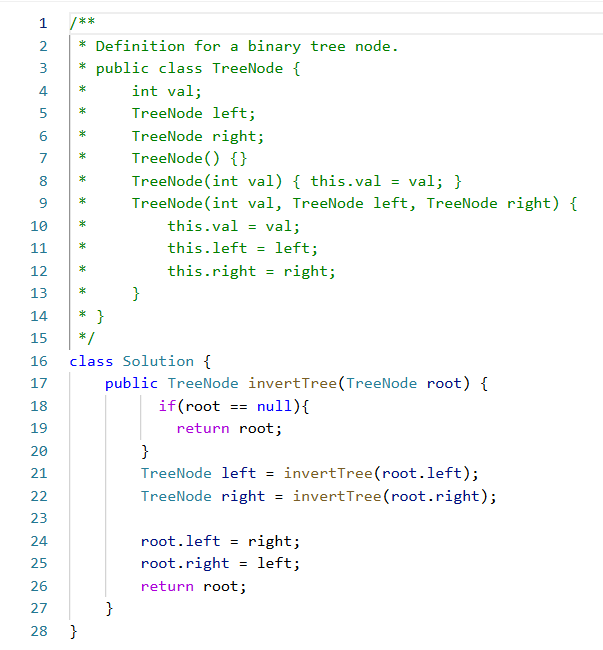 1 /**
2  * Definition for a binary tree node.
3  * public class TreeNode {
4  *     int val;
5  *     TreeNode left;
6  *     TreeNode right;
7  *     TreeNode() {}
8  *     TreeNode(int val) { this.val = val; }
9  *     TreeNode(int val, TreeNode left, TreeNode right) {
10  *         this.val = val;
11  *         this.left = left;
12  *         this.right = right;
13  *     }
14  * }
15  */
16 class Solution {
17     public TreeNode invertTree(TreeNode root) {
18           if(root == null){
19             return root;
20         }
21         TreeNode left = invertTree(root.left);
22         TreeNode right = invertTree(root.right);
23
24         root.left = right;
25         root.right = left;
26         return root;
27     }
28 }